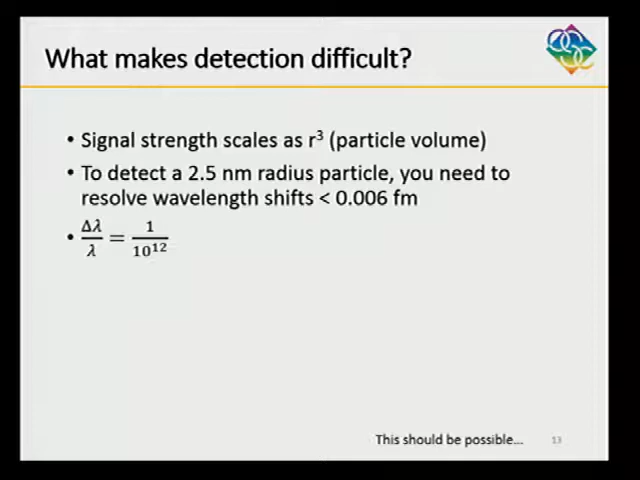 What makes detection difficult?
• Signal strength scales as r³ (particle volume)
• To detect a 2.5 nm radius particle, you need to
resolve wavelength shifts < 0.006 fm
• Δλ/λ = 1/10¹²
This should be possible... 13